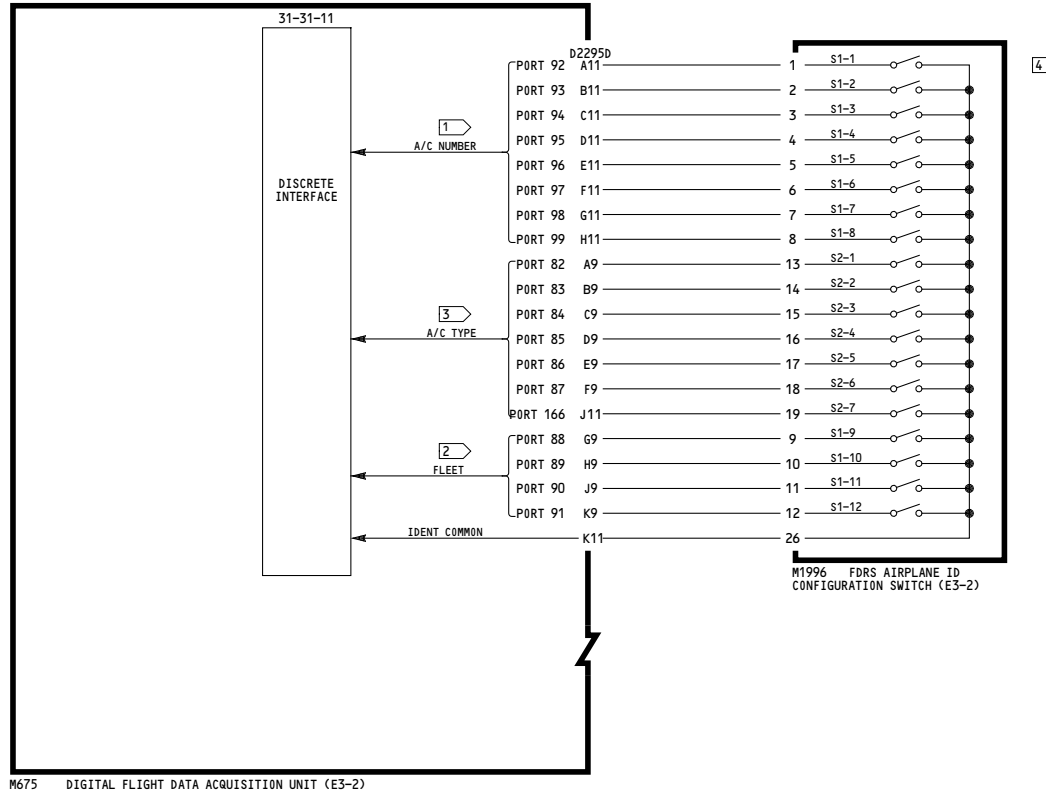 31-31-11
D2295D
PORT 92 A11 1 S1-1 4
PORT 93 B11 2 S1-2
PORT 94 C11 3 S1-3
1
PORT 95 D11 4 S1-4
A/C NUMBER
PORT 96 E11 5 S1-5
DISCRETE
INTERFACE
PORT 97 F11 6 S1-6
PORT 98 G11 7 S1-7
PORT 99 H11 8 S1-8
PORT 82 A9 13 S2-1
PORT 83 B9 14 S2-2
3
PORT 84 C9 15 S2-3
A/C TYPE
PORT 85 D9 16 S2-4
PORT 86 E9 17 S2-5
PORT 87 F9 18 S2-6
PORT 166 J11 19 S2-7
PORT 88 G9 9 S1-9
2
FLEET
PORT 89 H9 10 S1-10
PORT 90 J9 11 S1-11
PORT 91 K9 12 S1-12
IDENT COMMON K11 26
M1996 FDRS AIRPLANE ID
CONFIGURATION SWITCH (E3-2)
M675 DIGITAL FLIGHT DATA ACQUISITION UNIT (E3-2)